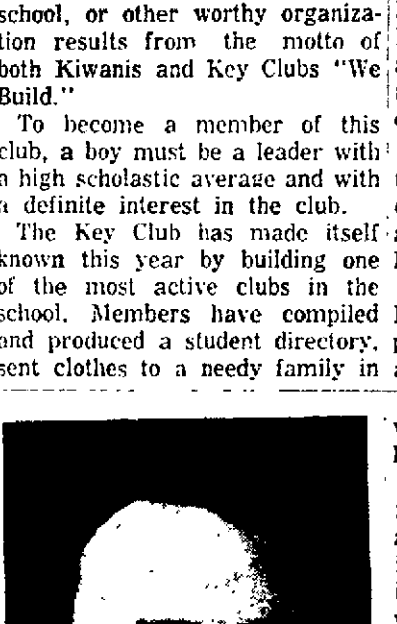 school, or other worthy organiza-
tion results from the motto of
both Kiwanis and Key Clubs "We
Build."
To become a member of this
club, a boy must be a leader with
a high scholastic average and with
a definite interest in the club.
The Key Club has made itself
known this year by building one
of the most active clubs in the
school. Members have compiled
and produced a student directory,
sent clothes to a needy family in